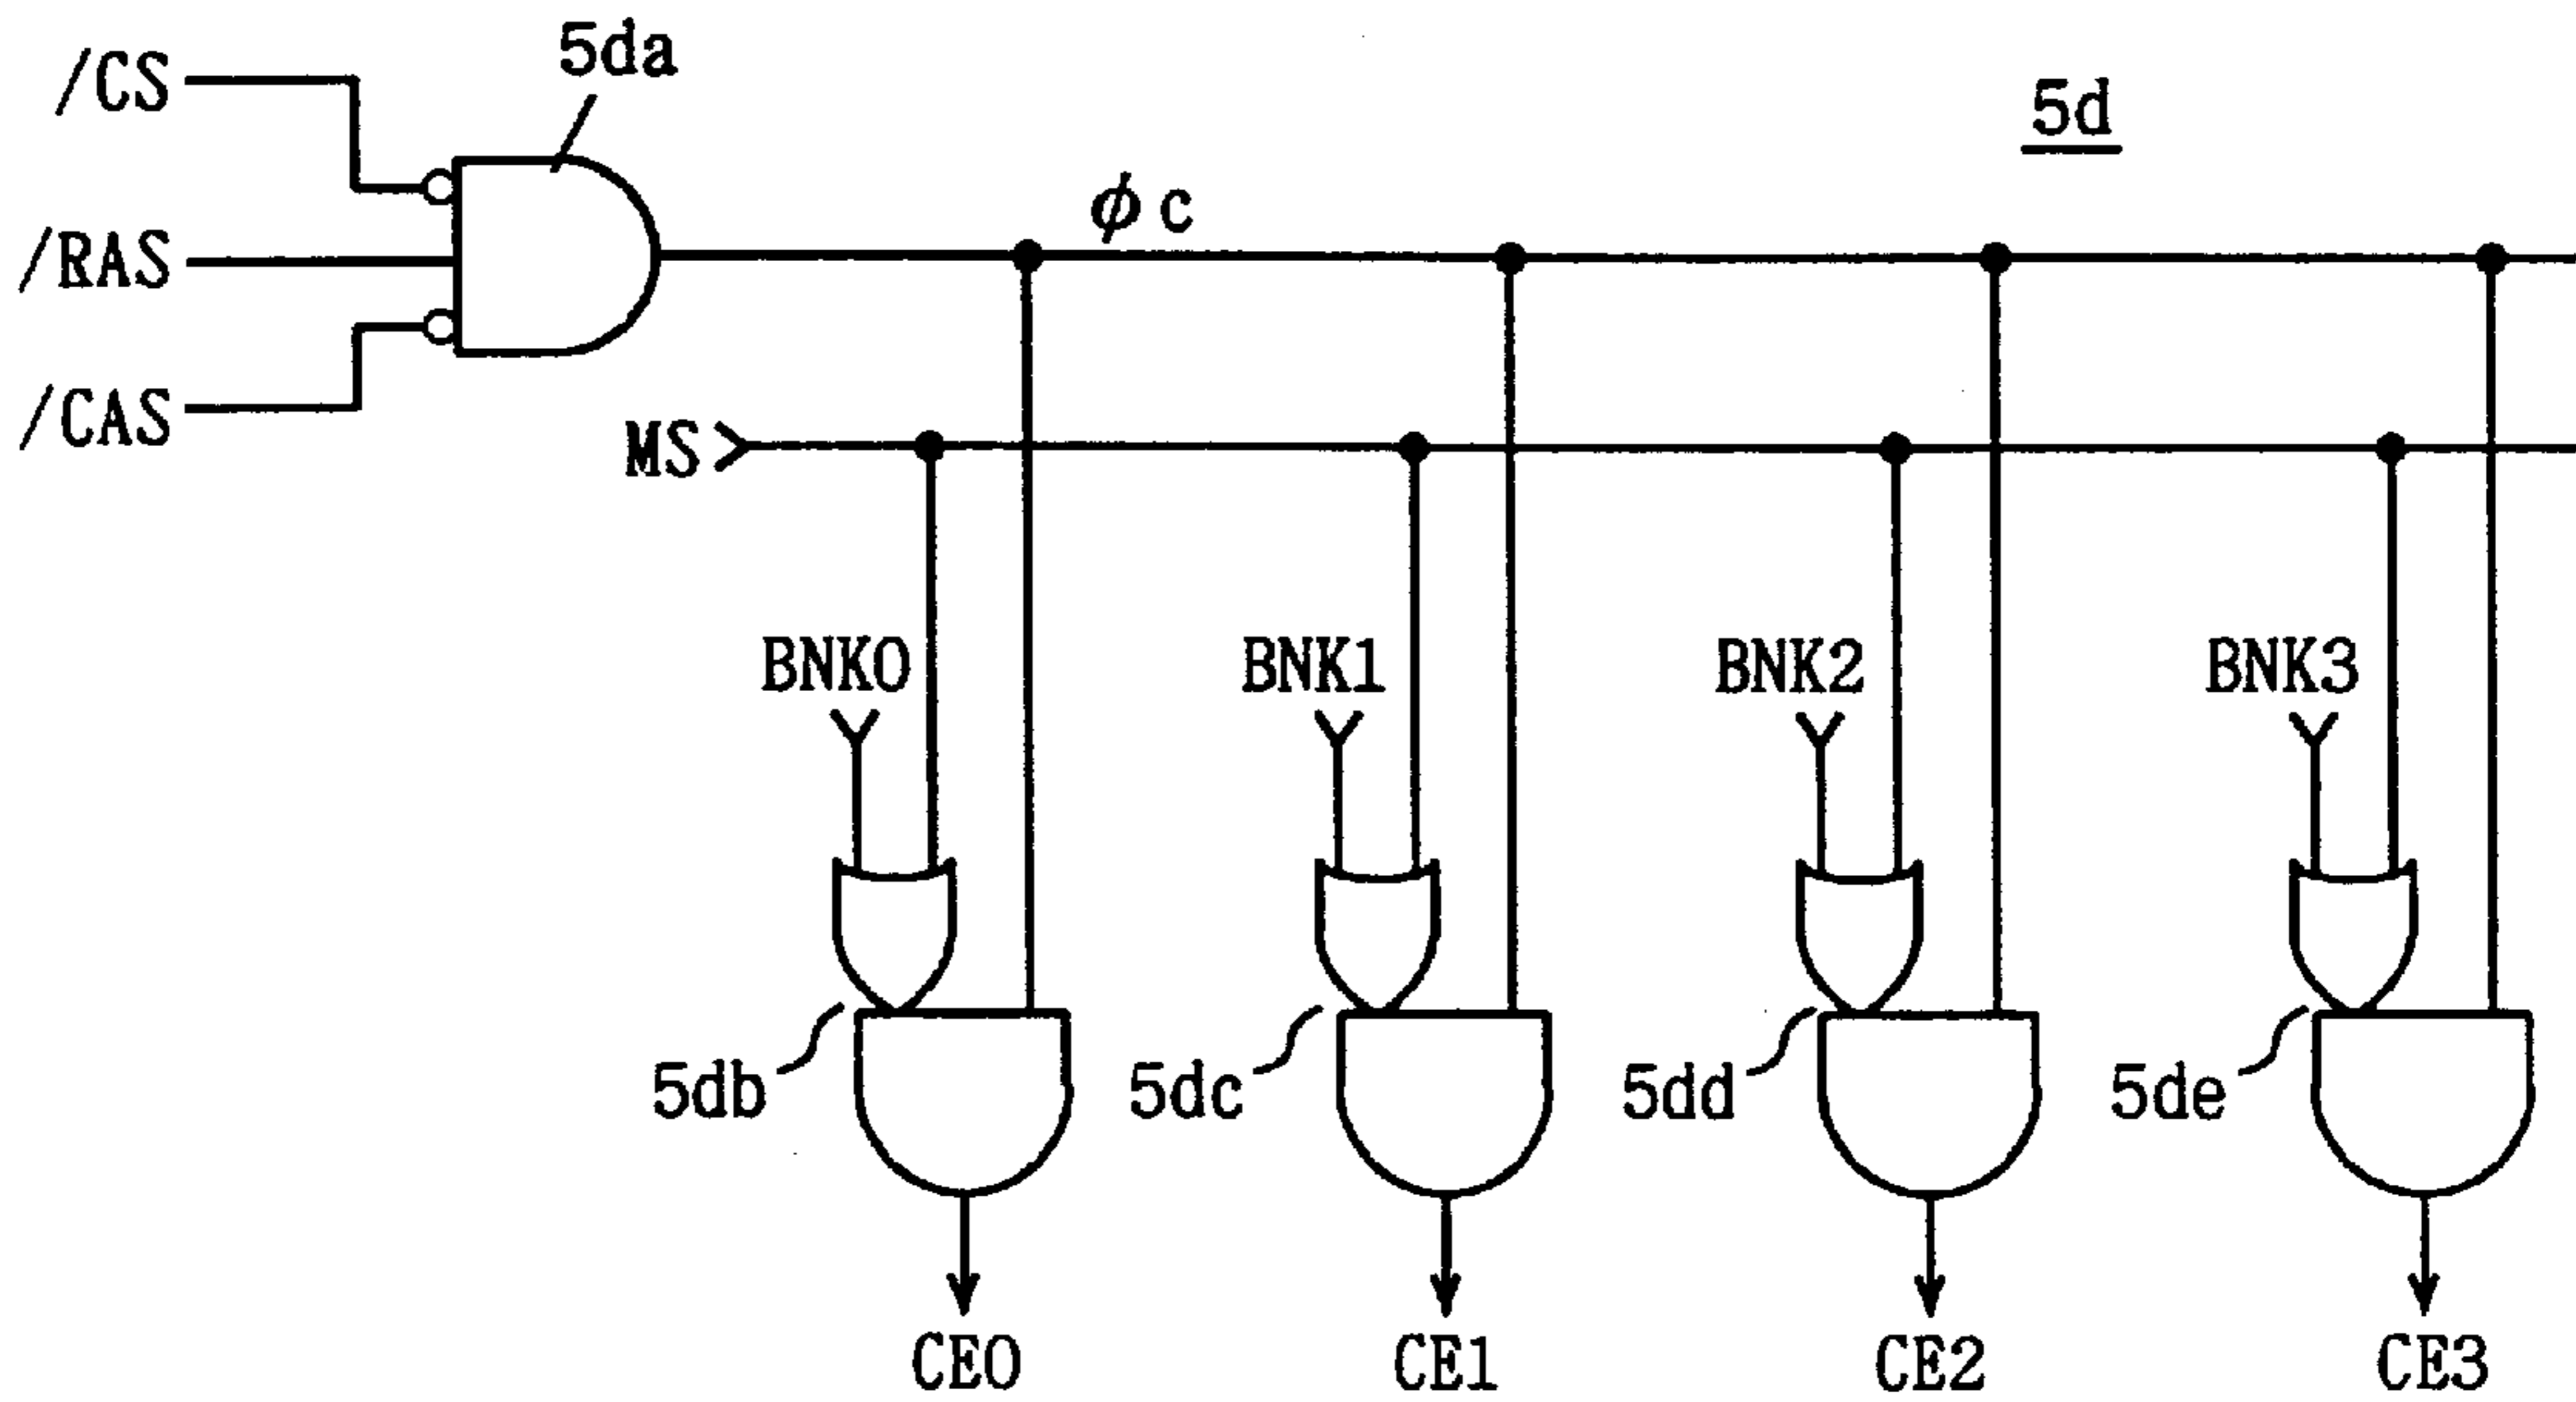 5da
/CS
5d
φc
/RAS
/CAS
MS
BNK0
BNK1
BNK2
BNK3
5db
5dc
5dd
5de
CE0
CE1
CE2
CE3